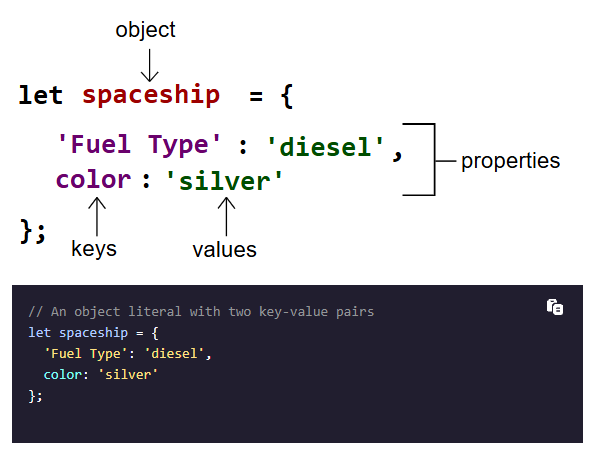 object
let spaceship = {
'Fuel Type' : 'diesel',
properties
color : 'silver'
};
keys
values
// An object literal with two key-value pairs
let spaceship = {
'Fuel Type': 'diesel',
color: 'silver'
};